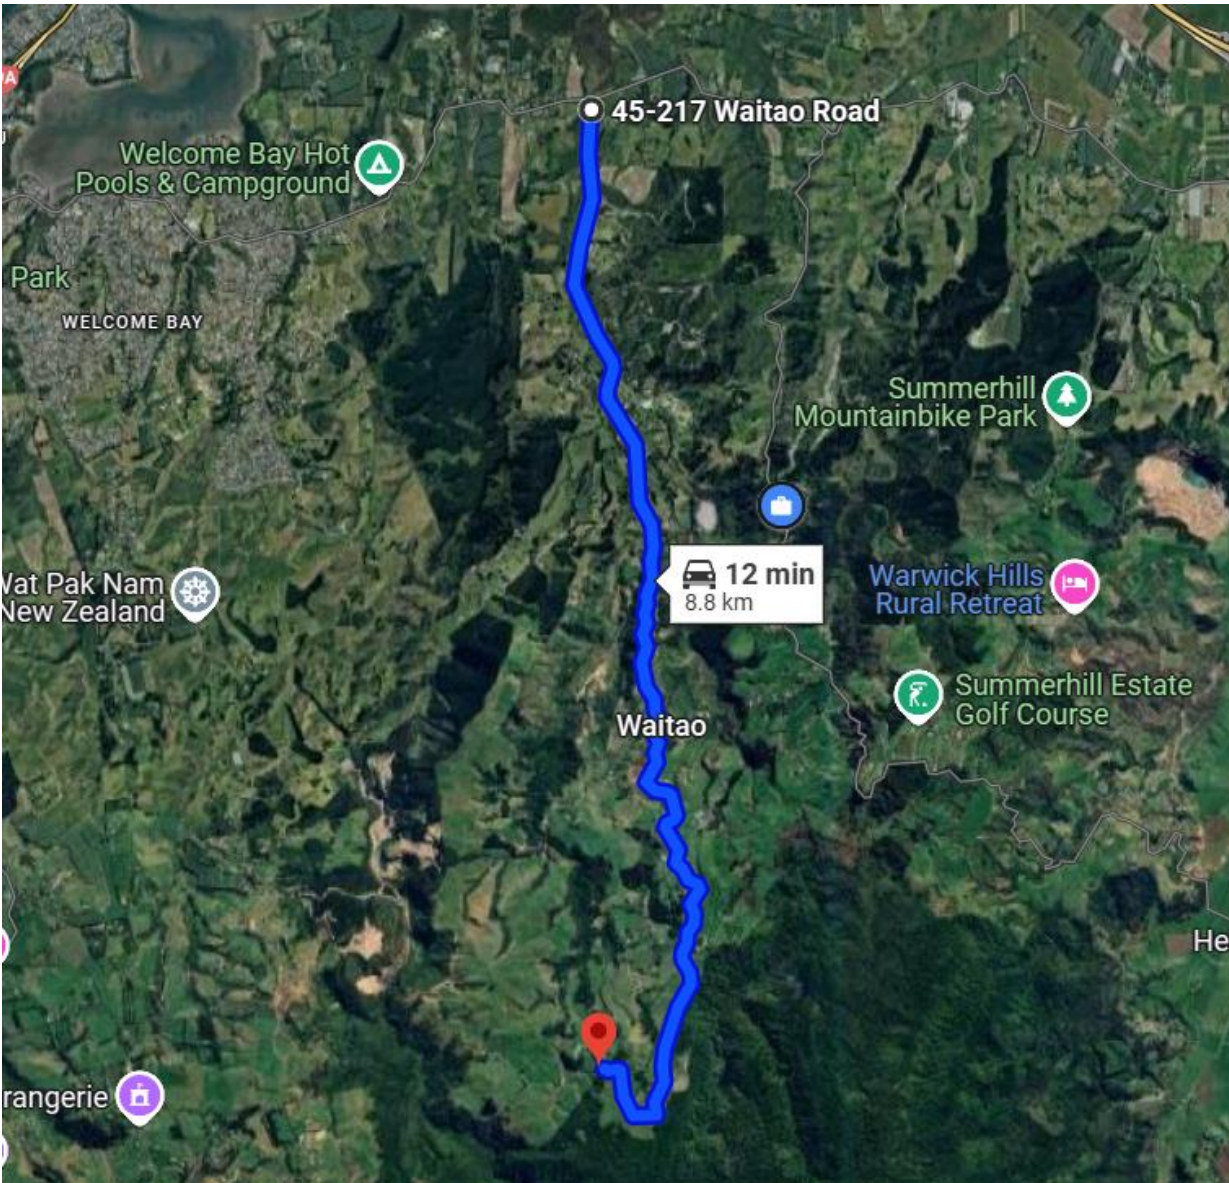 45-217 Waitao Road
Welcome Bay Hot
Pools & Campground
Park
WELCOME BAY
Summerhill
Mountainbike Park
12 min
8.8 km
Wat Pak Nam
New Zealand
Warwick Hills
Rural Retreat
Summerhill Estate
Golf Course
Waitao
He
rangerie